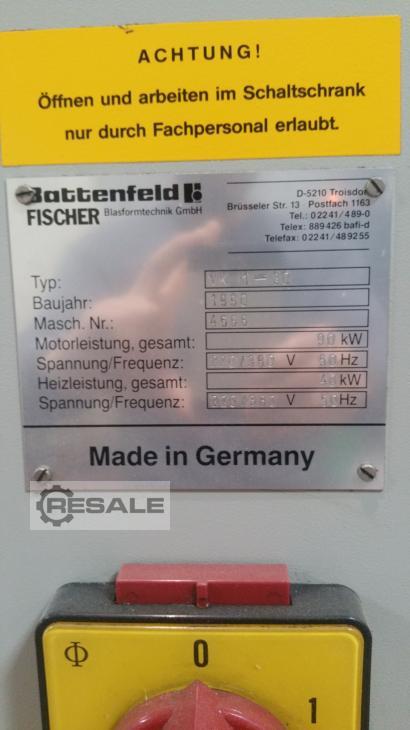 ACHTUNG!
Öffnen und arbeiten im Schaltschrank
nur durch Fachpersonal erlaubt.
Battenfeld
FISCHER Blasformtechnik GmbH
D-5210 Troisdorf
Brüsseler Str. 13 · Postfach 1163
Tel.: 02241/489-0
Telex: 889426 bafi-d
Telefax: 02241/489255
Typ:
Baujahr:
Masch. Nr.:
Motorleistung, gesamt: 90 kW
Spannung/Frequenz: V Hz
Heizleistung, gesamt: kW
Spannung/Frequenz: V 50 Hz
Made in Germany
RESALE
Φ 0
1